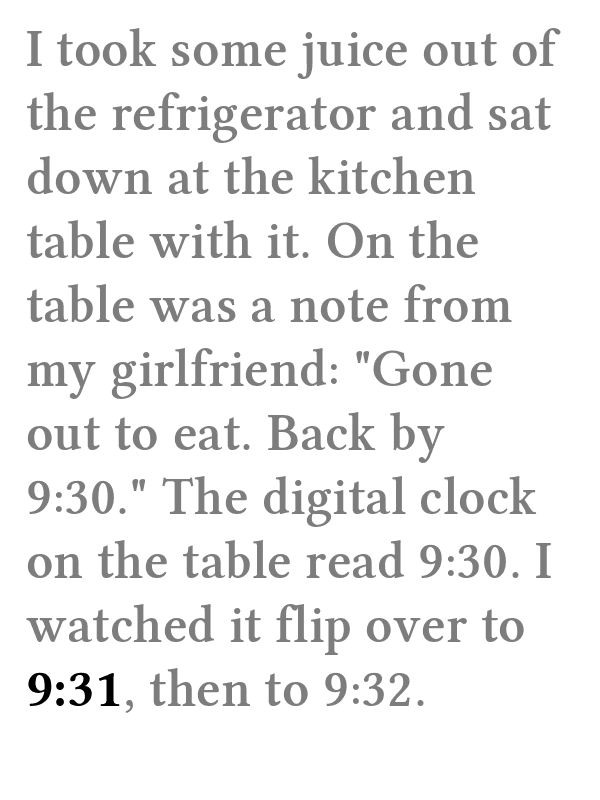 I took some juice out of
the refrigerator and sat
down at the kitchen
table with it. On the
table was a note from
my girlfriend: "Gone
out to eat. Back by
9:30." The digital clock
on the table read 9:30. I
watched it flip over to
9:31, then to 9:32.